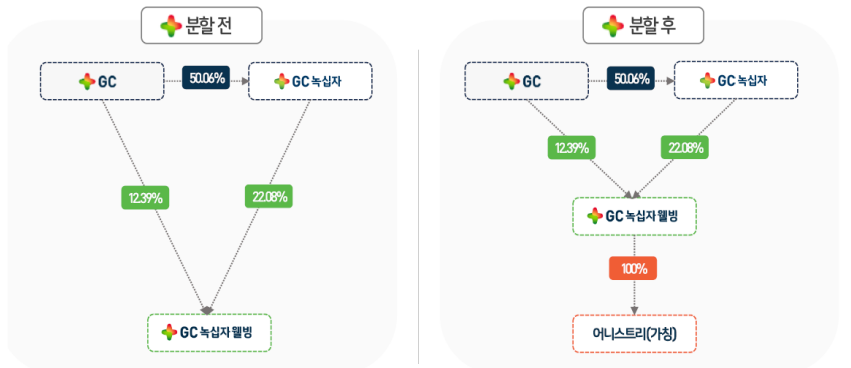 분할 전
GC
50.06%
GC 녹십자
12.39%
22.08%
GC 녹십자 웰빙
분할 후
GC
50.06%
GC 녹십자
12.39%
22.08%
GC 녹십자 웰빙
100%
어니스트리(가칭)